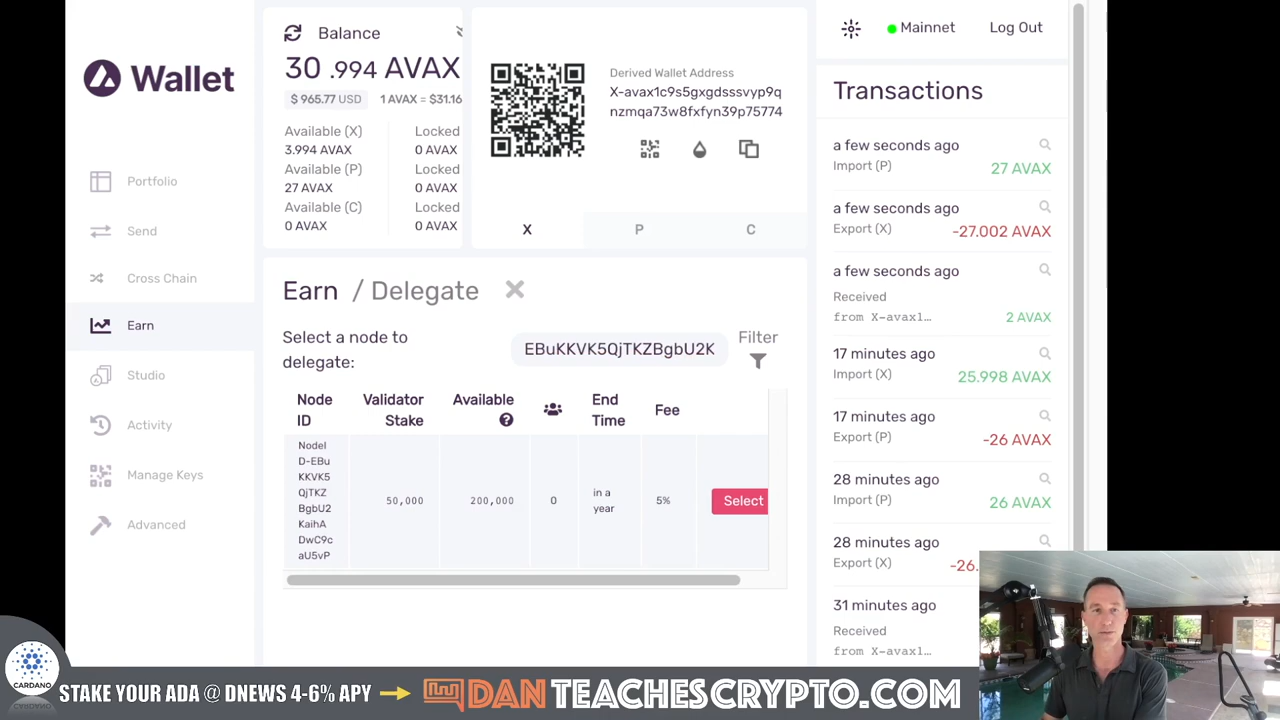 Wallet
Portfolio
Send
Cross Chain
Earn
Studio
Activity
Manage Keys
Advanced
Balance
30 .994 AVAX
$ 965.77 USD 1 AVAX = $31.16
Available (X) Locked
3.994 AVAX 0 AVAX
Available (P) Locked
27 AVAX 0 AVAX
Available (C) Locked
0 AVAX 0 AVAX
Derived Wallet Address
X-avax1c9s5gxgdsssvyp9q
nzmqa73w8fxfyn39p75774
X P C
Earn / Delegate
Select a node to
delegate:
EBuKKVK5QjTKZBgbU2K
Filter
Node
ID
Validator
Stake
Available
End
Time
Fee
NodeI
D-EBu
KKVK5
QjTKZ
BgbU2
KaihA
DwC9c
aU5vP
50,000
200,000
0
in a
year
5%
Select
Mainnet
Log Out
Transactions
a few seconds ago
Import (P) 27 AVAX
a few seconds ago
Export (X) -27.002 AVAX
a few seconds ago
Received
from X-avaxl… 2 AVAX
17 minutes ago
Import (X) 25.998 AVAX
17 minutes ago
Export (P) -26 AVAX
28 minutes ago
Import (P) 26 AVAX
28 minutes ago
Export (X) -26.
31 minutes ago
Received
from X-avaxl…
CARDANO
STAKE YOUR ADA @ DNEWS 4-6% APY
DANTEACHESCRYPTO.COM